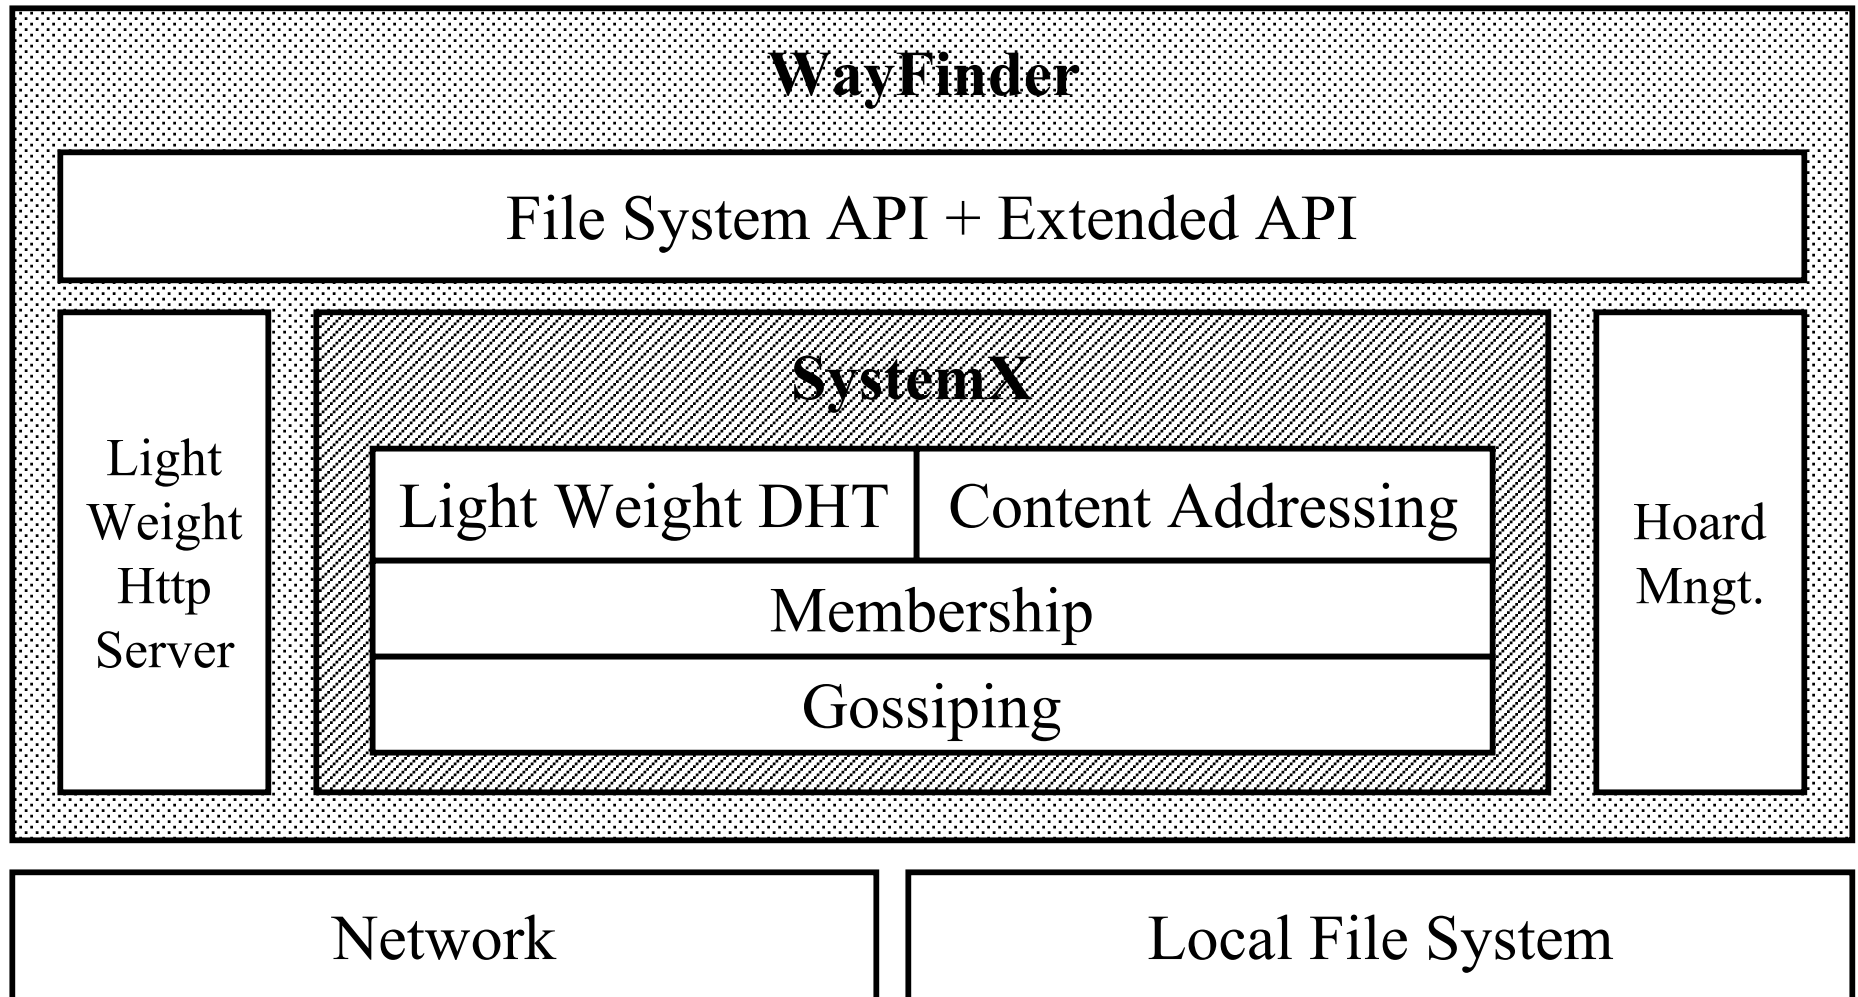 WayFinder
File System API + Extended API
Light
Weight
Http
Server
SystemX
Light Weight DHT
Content Addressing
Membership
Gossiping
Hoard
Mngt.
Network
Local File System